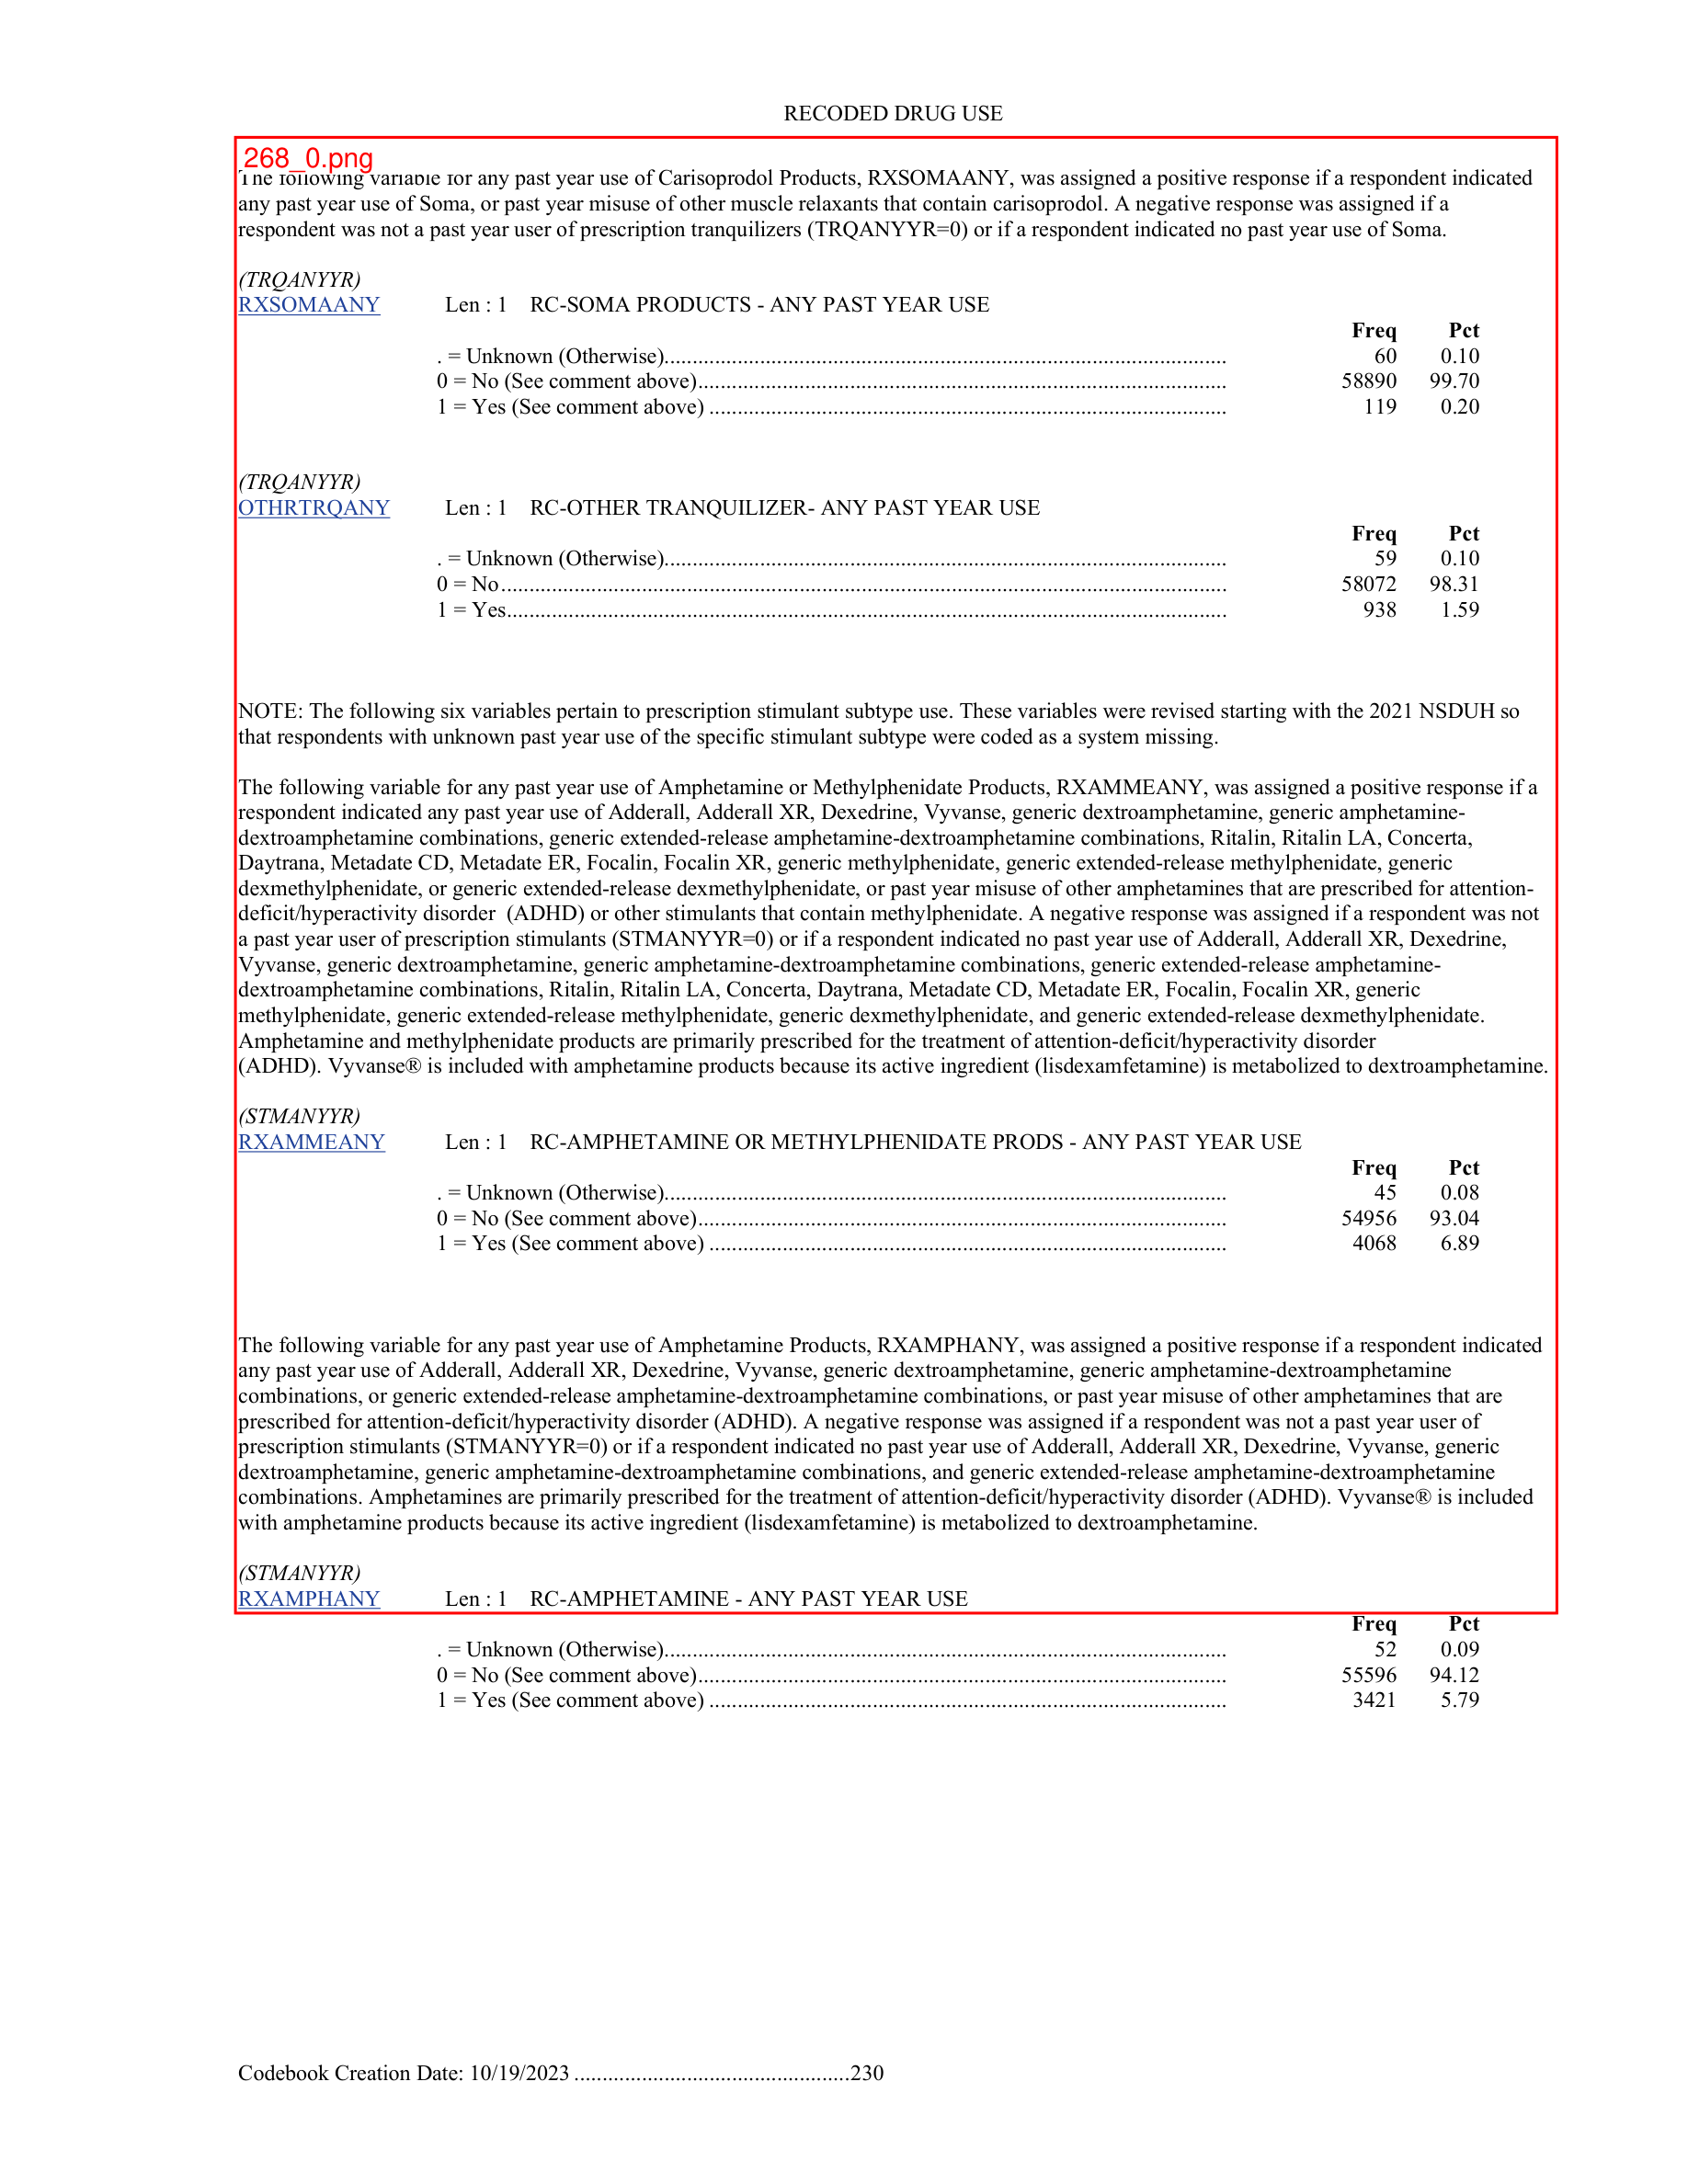 RECODED DRUG USE
268_0.png
The following variable for any past year use of Carisoprodol Products, RXSOMAANY, was assigned a positive response if a respondent indicated
any past year use of Soma, or past year misuse of other muscle relaxants that contain carisoprodol. A negative response was assigned if a
respondent was not a past year user of prescription tranquilizers (TRQANYYR=0) or if a respondent indicated no past year use of Soma.
(TRQANYYR)
RXSOMAANY Len : 1 RC-SOMA PRODUCTS - ANY PAST YEAR USE
Freq Pct
. = Unknown (Otherwise).................................................................................................... 60 0.10
0 = No (See comment above).............................................................................................. 58890 99.70
1 = Yes (See comment above) ............................................................................................ 119 0.20
(TRQANYYR)
OTHRTRQANY Len : 1 RC-OTHER TRANQUILIZER- ANY PAST YEAR USE
Freq Pct
. = Unknown (Otherwise).................................................................................................... 59 0.10
0 = No................................................................................................................................. 58072 98.31
1 = Yes................................................................................................................................ 938 1.59
NOTE: The following six variables pertain to prescription stimulant subtype use. These variables were revised starting with the 2021 NSDUH so
that respondents with unknown past year use of the specific stimulant subtype were coded as a system missing.
The following variable for any past year use of Amphetamine or Methylphenidate Products, RXAMMEANY, was assigned a positive response if a
respondent indicated any past year use of Adderall, Adderall XR, Dexedrine, Vyvanse, generic dextroamphetamine, generic amphetamine-
dextroamphetamine combinations, generic extended-release amphetamine-dextroamphetamine combinations, Ritalin, Ritalin LA, Concerta,
Daytrana, Metadate CD, Metadate ER, Focalin, Focalin XR, generic methylphenidate, generic extended-release methylphenidate, generic
dexmethylphenidate, or generic extended-release dexmethylphenidate, or past year misuse of other amphetamines that are prescribed for attention-
deficit/hyperactivity disorder (ADHD) or other stimulants that contain methylphenidate. A negative response was assigned if a respondent was not
a past year user of prescription stimulants (STMANYYR=0) or if a respondent indicated no past year use of Adderall, Adderall XR, Dexedrine,
Vyvanse, generic dextroamphetamine, generic amphetamine-dextroamphetamine combinations, generic extended-release amphetamine-
dextroamphetamine combinations, Ritalin, Ritalin LA, Concerta, Daytrana, Metadate CD, Metadate ER, Focalin, Focalin XR, generic
methylphenidate, generic extended-release methylphenidate, generic dexmethylphenidate, and generic extended-release dexmethylphenidate.
Amphetamine and methylphenidate products are primarily prescribed for the treatment of attention-deficit/hyperactivity disorder
(ADHD). Vyvanse® is included with amphetamine products because its active ingredient (lisdexamfetamine) is metabolized to dextroamphetamine.
(STMANYYR)
RXAMMEANY Len : 1 RC-AMPHETAMINE OR METHYLPHENIDATE PRODS - ANY PAST YEAR USE
Freq Pct
. = Unknown (Otherwise).................................................................................................... 45 0.08
0 = No (See comment above).............................................................................................. 54956 93.04
1 = Yes (See comment above) ............................................................................................ 4068 6.89
The following variable for any past year use of Amphetamine Products, RXAMPHANY, was assigned a positive response if a respondent indicated
any past year use of Adderall, Adderall XR, Dexedrine, Vyvanse, generic dextroamphetamine, generic amphetamine-dextroamphetamine
combinations, or generic extended-release amphetamine-dextroamphetamine combinations, or past year misuse of other amphetamines that are
prescribed for attention-deficit/hyperactivity disorder (ADHD). A negative response was assigned if a respondent was not a past year user of
prescription stimulants (STMANYYR=0) or if a respondent indicated no past year use of Adderall, Adderall XR, Dexedrine, Vyvanse, generic
dextroamphetamine, generic amphetamine-dextroamphetamine combinations, and generic extended-release amphetamine-dextroamphetamine
combinations. Amphetamines are primarily prescribed for the treatment of attention-deficit/hyperactivity disorder (ADHD). Vyvanse® is included
with amphetamine products because its active ingredient (lisdexamfetamine) is metabolized to dextroamphetamine.
(STMANYYR)
RXAMPHANY Len : 1 RC-AMPHETAMINE - ANY PAST YEAR USE
Freq Pct
. = Unknown (Otherwise).................................................................................................... 52 0.09
0 = No (See comment above).............................................................................................. 55596 94.12
1 = Yes (See comment above) ............................................................................................ 3421 5.79
Codebook Creation Date: 10/19/2023 .................................................230